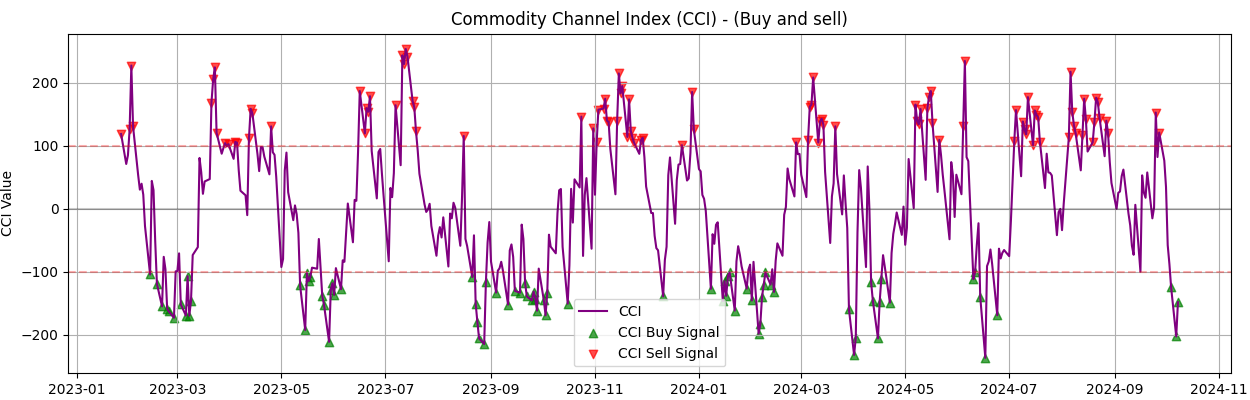 Commodity Channel Index (CCI) - (Buy and sell)
CCI Value
200
100
0
−100
−200
CCI
CCI Buy Signal
CCI Sell Signal
2023-01 2023-03 2023-05 2023-07 2023-09 2023-11 2024-01 2024-03 2024-05 2024-07 2024-09 2024-11